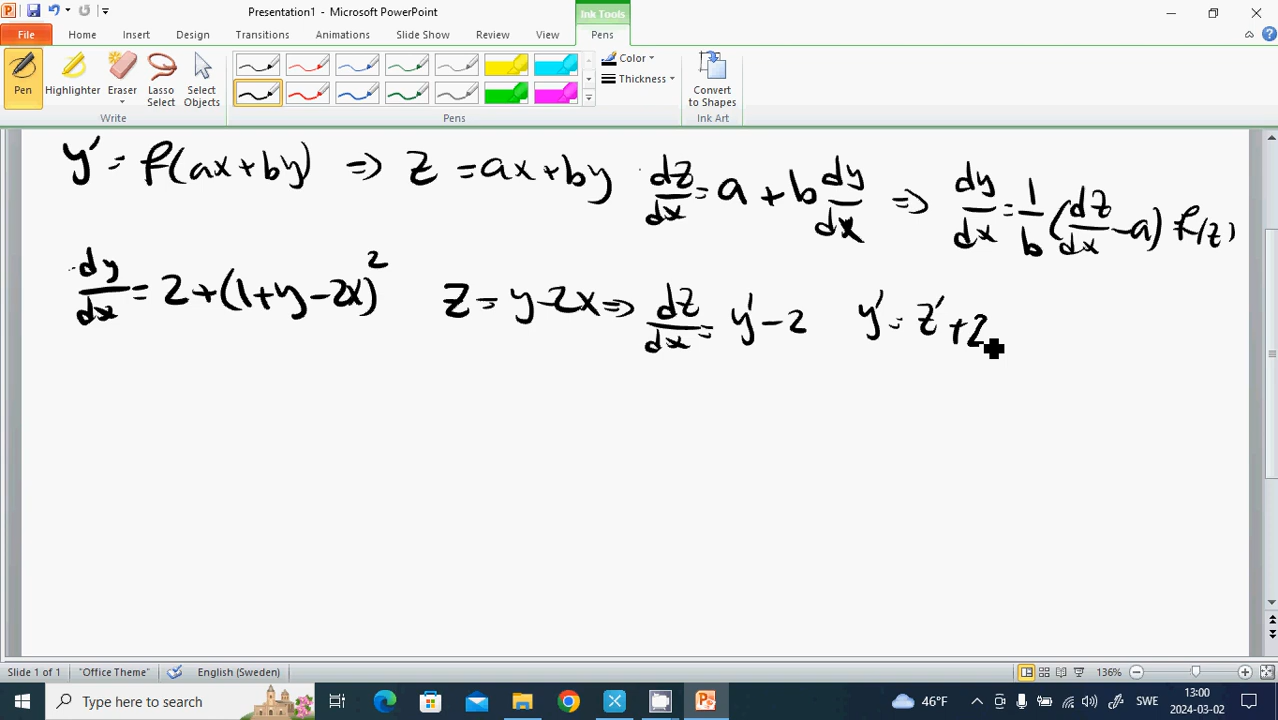 Presentation1 - Microsoft PowerPoint
Ink Tools
File Home Insert Design Transitions Animations Slide Show Review View Pens
Pen Highlighter Eraser Lasso Select Select Objects
Color
Thickness
Convert to Shapes
Write Pens Ink Art
y' = f(ax+by) => z = ax+by dz/dx = a + b dy/dx => dy/dx = 1/b (dz/dx - a) f(z)
dy/dx = 2+(1+y-2x)^2 z = y-2x => dz/dx = y'-2 y' = z'+2
Slide 1 of 1 "Office Theme" English (Sweden) 136%
Type here to search 46°F SWE 13:00
2024-03-02